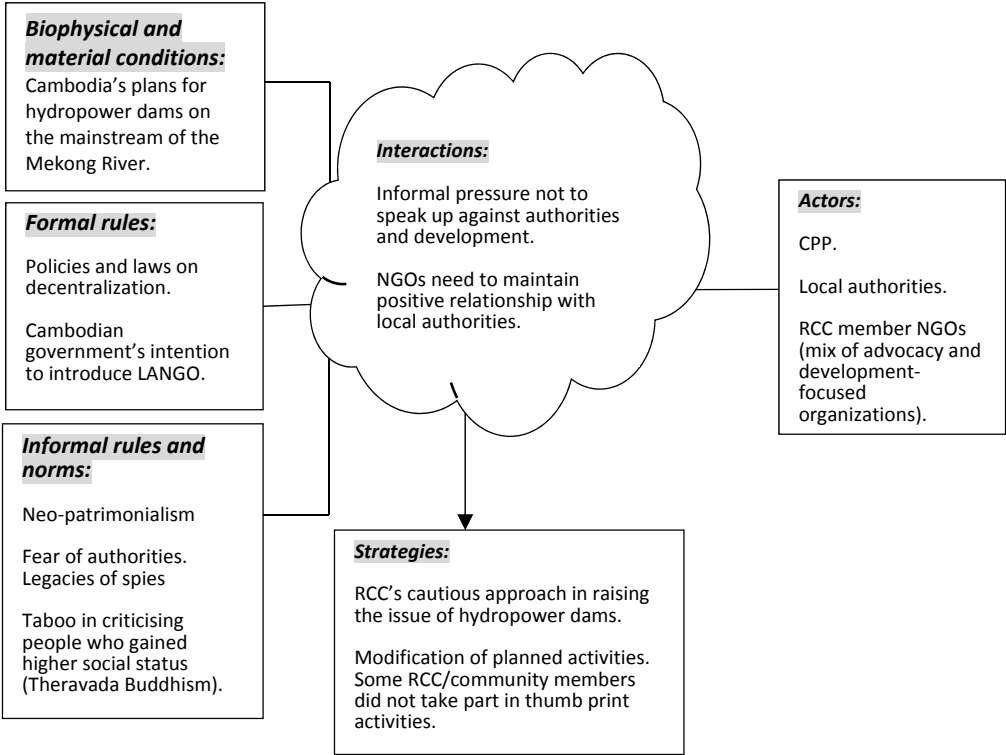 Biophysical and
material conditions:
Cambodia’s plans for
hydropower dams on
the mainstream of the
Mekong River.
Formal rules:
Policies and laws on
decentralization.
Cambodian
government’s intention
to introduce LANGO.
Informal rules and
norms:
Neo-patrimonialism
Fear of authorities.
Legacies of spies
Taboo in criticising
people who gained
higher social status
(Theravada Buddhism).
Interactions:
Informal pressure not to
speak up against authorities
and development.
NGOs need to maintain
positive relationship with
local authorities.
Strategies:
RCC’s cautious approach in raising
the issue of hydropower dams.
Modification of planned activities.
Some RCC/community members
did not take part in thumb print
activities.
Actors:
CPP.
Local authorities.
RCC member NGOs
(mix of advocacy and
development-
focused
organizations).